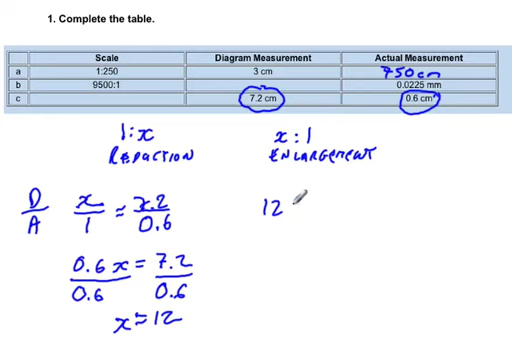 1. Complete the table.
Scale Diagram Measurement Actual Measurement
a 1:250 3 cm 750cm
b 9500:1 0.0225 mm
c 7.2 cm 0.6 cm
1:x x:1
REDUCTION ENLARGEMENT
D/A x/1 = 7.2/0.6 12
0.6x/0.6 = 7.2/0.6
x=12